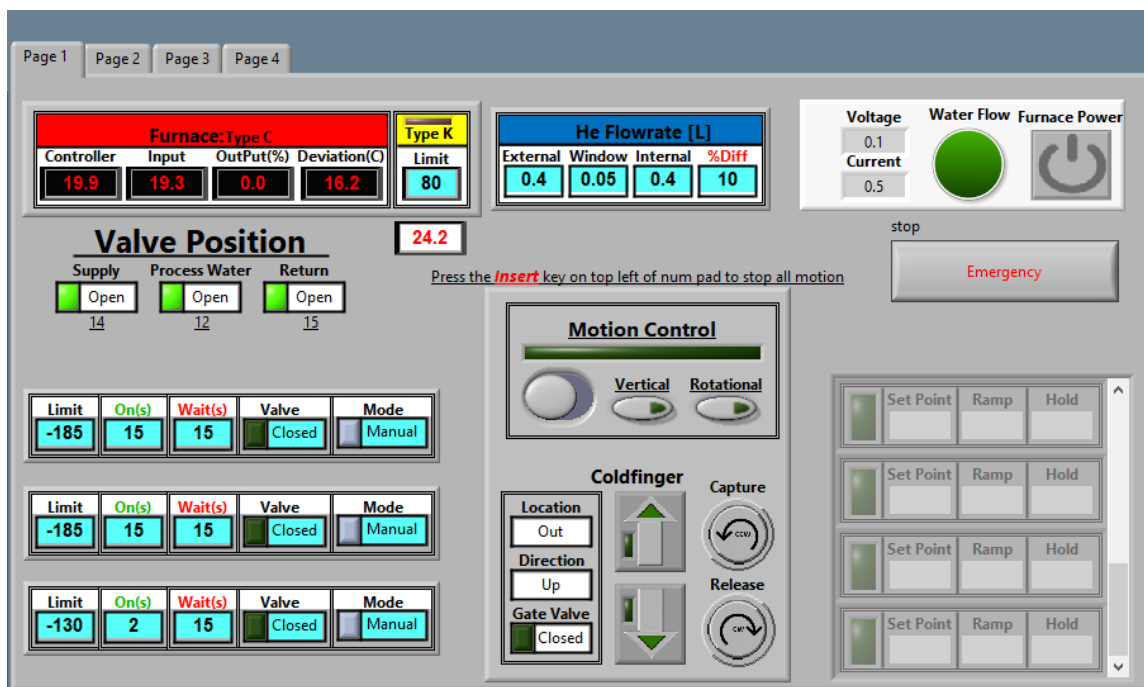 Page 1 Page 2 Page 3 Page 4
Furnace: Type C
Controller Input OutPut(%) Deviation(C)
19.9 19.3 0.0 16.2
Type K
Limit
80
24.2
He Flowrate [L]
External Window Internal %Diff
0.4 0.05 0.4 10
Voltage
0.1
Current
0.5
Water Flow
Furnace Power
stop
Emergency
Valve Position
Supply Process Water Return
Open Open Open
14 12 15
Press the Insert key on top left of num pad to stop all motion
Motion Control
Vertical Rotational
Limit On(s) Wait(s) Valve Mode
-185 15 15 Closed Manual
Limit On(s) Wait(s) Valve Mode
-185 15 15 Closed Manual
Limit On(s) Wait(s) Valve Mode
-130 2 15 Closed Manual
Coldfinger
Location
Out
Direction
Up
Gate Valve
Closed
Capture
CCW
Release
CW
Set Point Ramp Hold
Set Point Ramp Hold
Set Point Ramp Hold
Set Point Ramp Hold